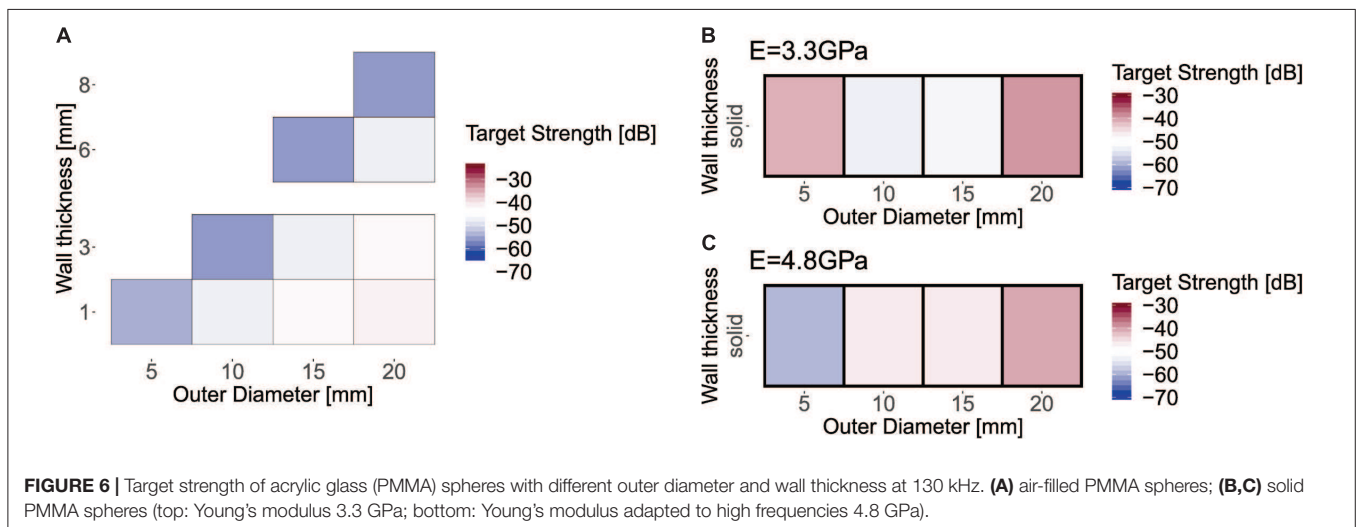 A
Wall thickness [mm]
8
6
3
1
5 10 15 20
Outer Diameter [mm]
Target Strength [dB]
−30
−40
−50
−60
−70
B
E=3.3GPa
Wall thickness
solid
5 10 15 20
Outer Diameter [mm]
Target Strength [dB]
−30
−40
−50
−60
−70
C
E=4.8GPa
Wall thickness
solid
5 10 15 20
Outer Diameter [mm]
Target Strength [dB]
−30
−40
−50
−60
−70
FIGURE 6 | Target strength of acrylic glass (PMMA) spheres with different outer diameter and wall thickness at 130 kHz. (A) air-filled PMMA spheres; (B,C) solid
PMMA spheres (top: Young's modulus 3.3 GPa; bottom: Young's modulus adapted to high frequencies 4.8 GPa).